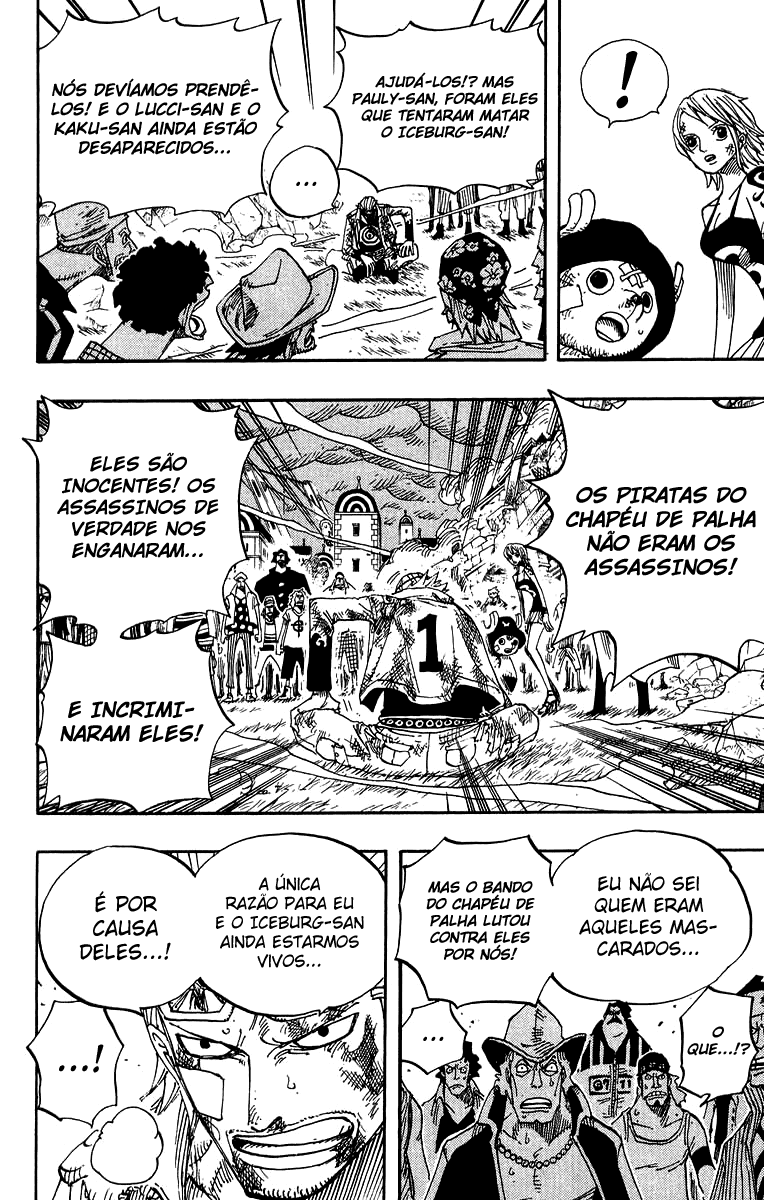 !
AJUDÁ-LOS!? MAS
PAULY-SAN, FORAM ELES
QUE TENTARAM MATAR
O ICEBURG-SAN!
NÓS DEVÍAMOS PRENDÊ-
LOS! E O LUCCI-SAN E O
KAKU-SAN AINDA ESTÃO
DESAPARECIDOS...
...
OS PIRATAS DO
CHAPÉU DE PALHA
NÃO ERAM OS
ASSASSINOS!
ELES SÃO
INOCENTES! OS
ASSASSINOS DE
VERDADE NOS
ENGANARAM...
1
E INCRIMI-
NARAM ELES!
EU NÃO SEI
QUEM ERAM
AQUELES MAS-
CARADOS...
MAS O BANDO
DO CHAPÉU DE
PALHA LUTOU
CONTRA ELES
POR NÓS!
O
QUE...!?
...
A ÚNICA
RAZÃO PARA EU
E O ICEBURG-SAN
AINDA ESTARMOS
VIVOS...
É POR
CAUSA
DELES...!
...!